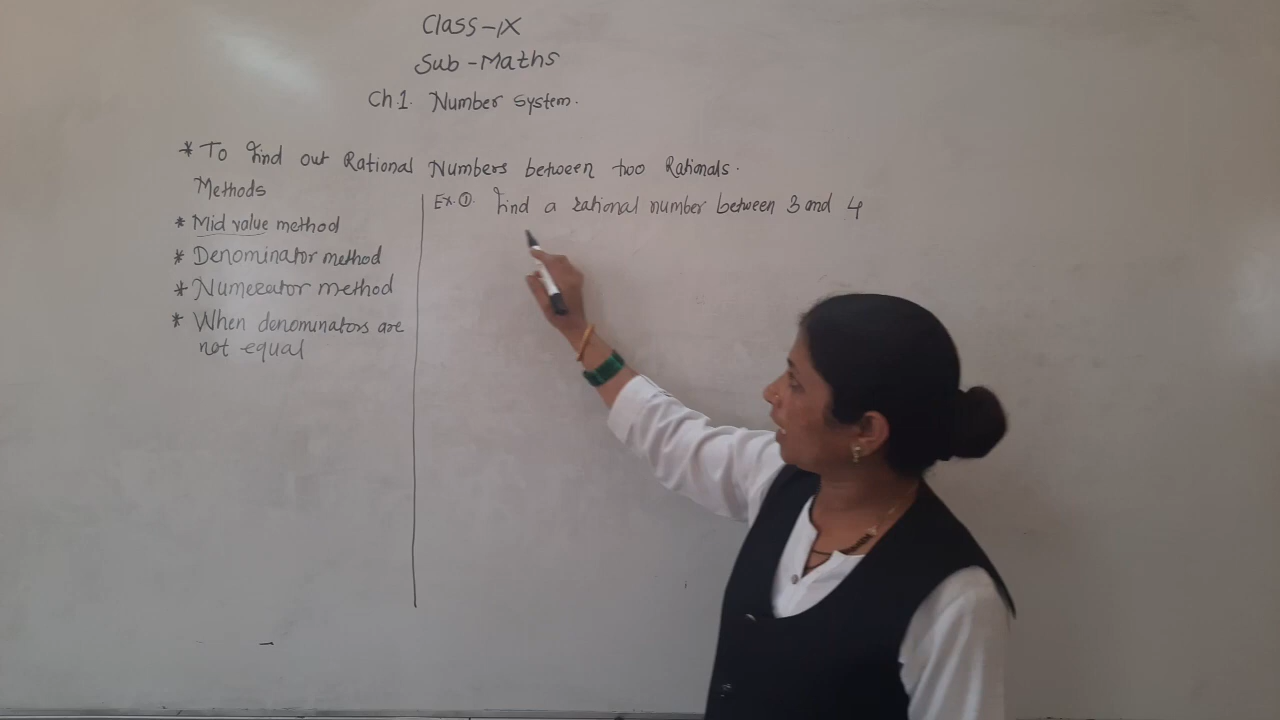 Class-IX
Sub-Maths
Ch.1. Number System.
* To find out Rational Numbers between two Rationals.
Methods
* Mid value method
* Denominator method
* Numerator method
* When denominators are
not equal
Ex.① Find a rational number between 3 and 4